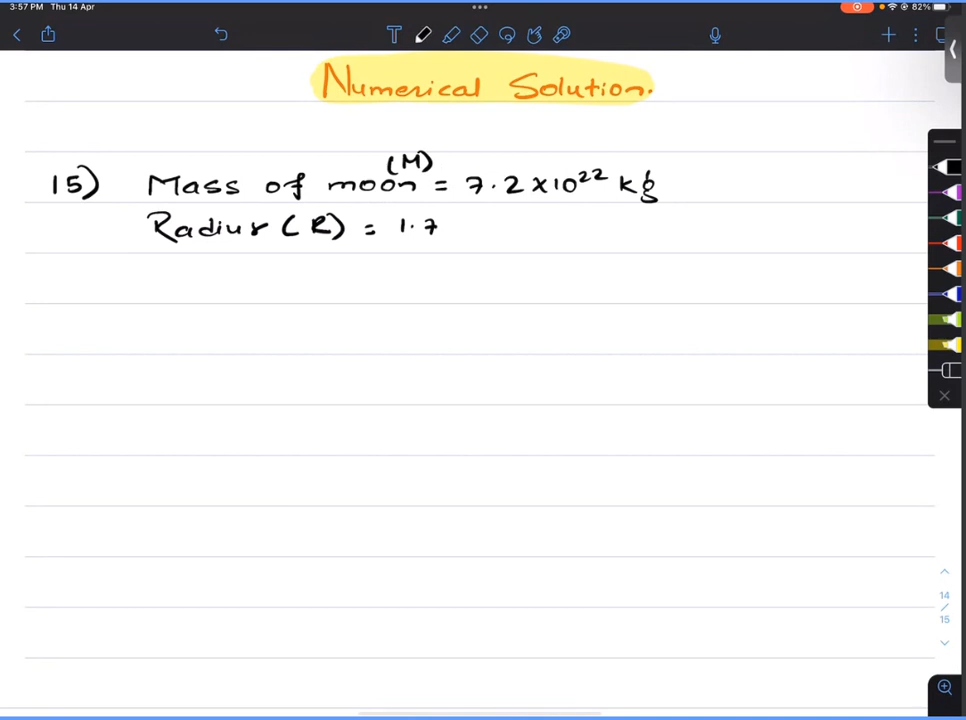 3:57 PM Thu 14 Apr
82%
Numerical Solution.
(M)
15) Mass of moon = 7.2 x 10²² kg
Radius (R) = 1.7
14
/
15